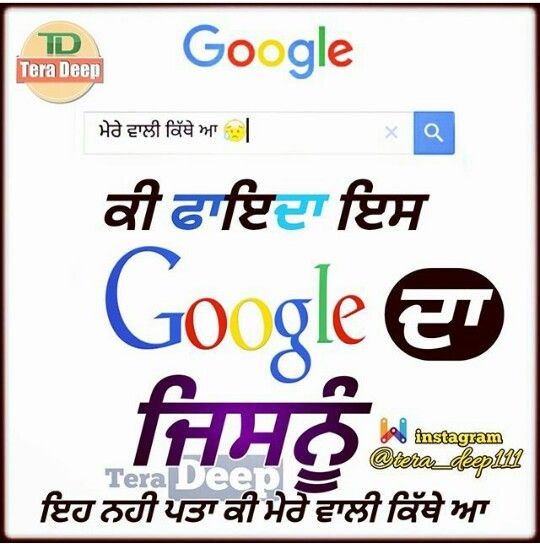 TD
Tera Deep
Google
ਮੇਰੇ ਵਾਲੀ ਕਿੱਥੇ ਆ 😥
ਕੀ ਫਾਇਦਾ ਇਸ
Google ਦਾ
ਜਿਸਨੂੰ
instagram
@tera_deep111
Tera Deep
ਇਹ ਨਹੀ ਪਤਾ ਕੀ ਮੇਰੇ ਵਾਲੀ ਕਿੱਥੇ ਆ